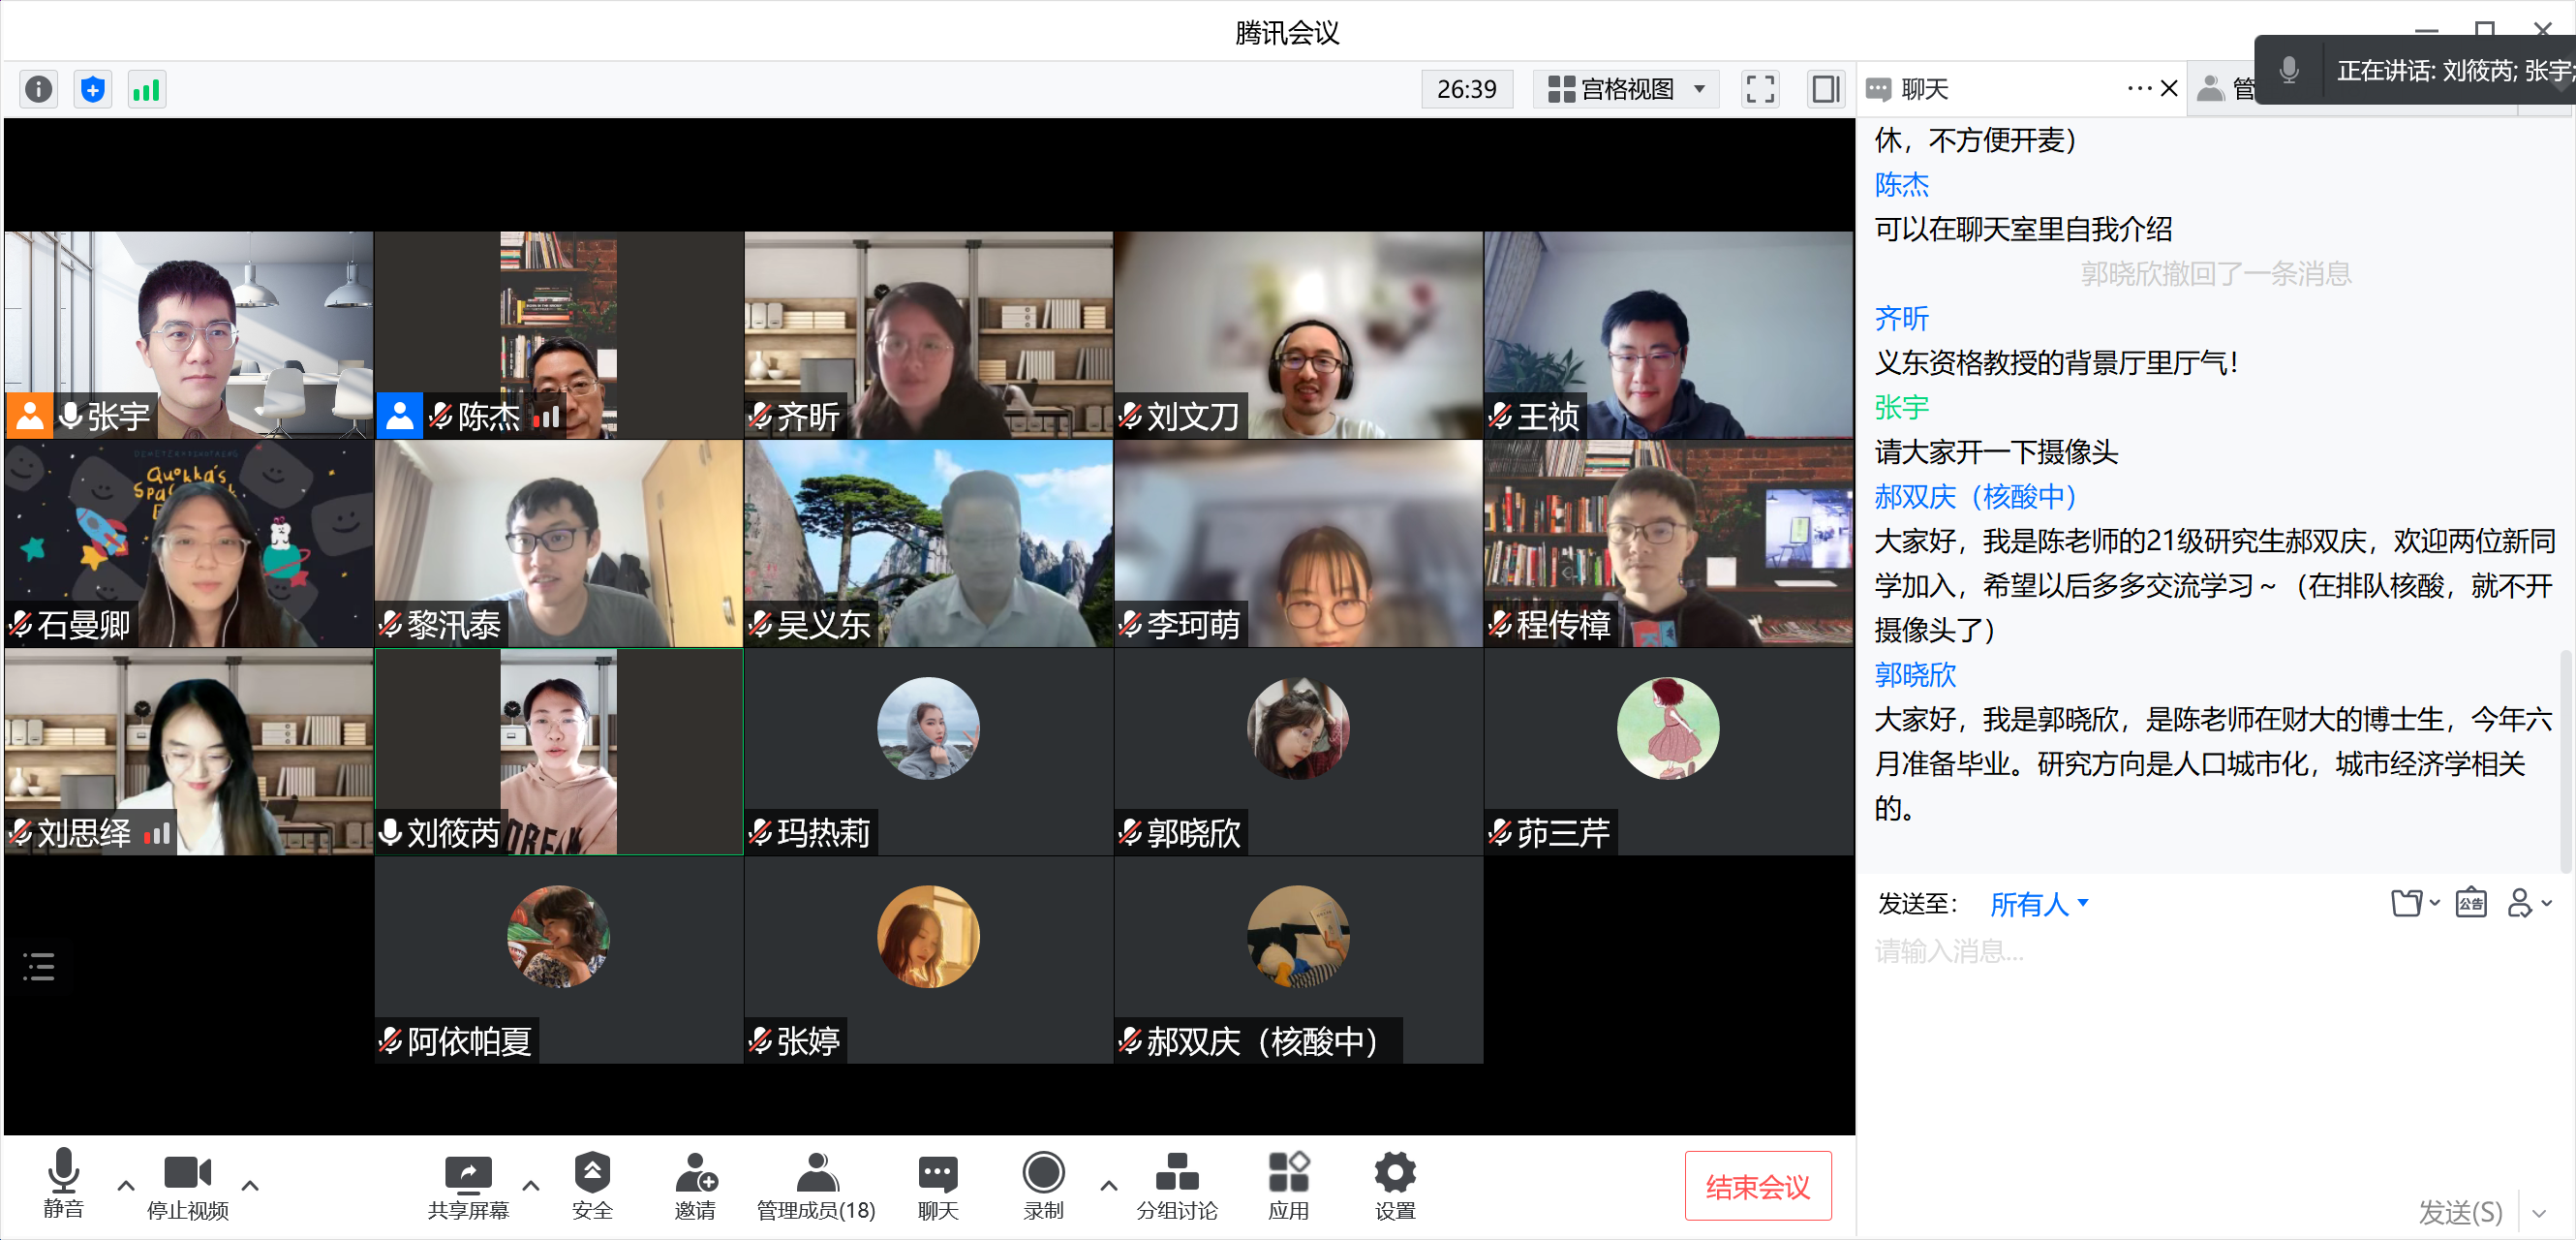 腾讯会议
26:39
宫格视图
聊天
管
正在讲话: 刘筱芮; 张宇;
休，不方便开麦）
陈杰
可以在聊天室里自我介绍
郭晓欣撤回了一条消息
齐昕
义东资格教授的背景厅里厅气！
张宇
请大家开一下摄像头
郝双庆（核酸中）
大家好，我是陈老师的21级研究生郝双庆，欢迎两位新同
学加入，希望以后多多交流学习～（在排队核酸，就不开
摄像头了）
郭晓欣
大家好，我是郭晓欣，是陈老师在财大的博士生，今年六
月准备毕业。研究方向是人口城市化，城市经济学相关
的。
发送至：
所有人
公告
请输入消息...
发送(S)
张宇
陈杰
齐昕
刘文刀
王祯
Quokka's
石曼卿
黎汛泰
吴义东
李珂萌
程传樟
刘思绎
刘筱芮
玛热莉
郭晓欣
茆三芹
阿依帕夏
张婷
郝双庆（核酸中）
静音
停止视频
共享屏幕
安全
邀请
管理成员(18)
聊天
录制
分组讨论
应用
设置
结束会议